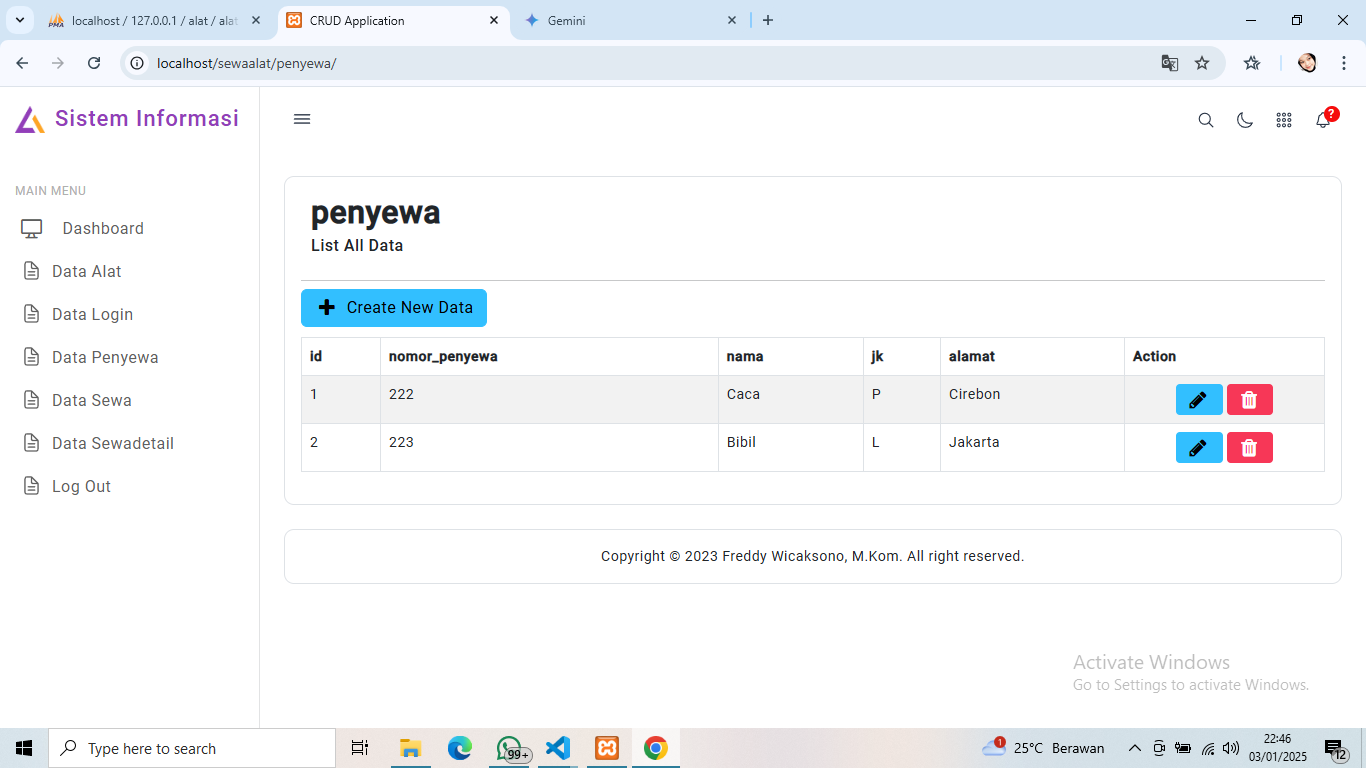 localhost / 127.0.0.1 / alat / alat
CRUD Application
Gemini
localhost/sewaalat/penyewa/
Sistem Informasi
?
MAIN MENU
Dashboard
Data Alat
Data Login
Data Penyewa
Data Sewa
Data Sewadetail
Log Out
penyewa
List All Data
Create New Data
id nomor_penyewa nama jk alamat Action
1 222 Caca P Cirebon
2 223 Bibil L Jakarta
Copyright © 2023 Freddy Wicaksono, M.Kom. All right reserved.
Activate Windows
Go to Settings to activate Windows.
Type here to search
99+
1
25°C Berawan
22:46
03/01/2025
12